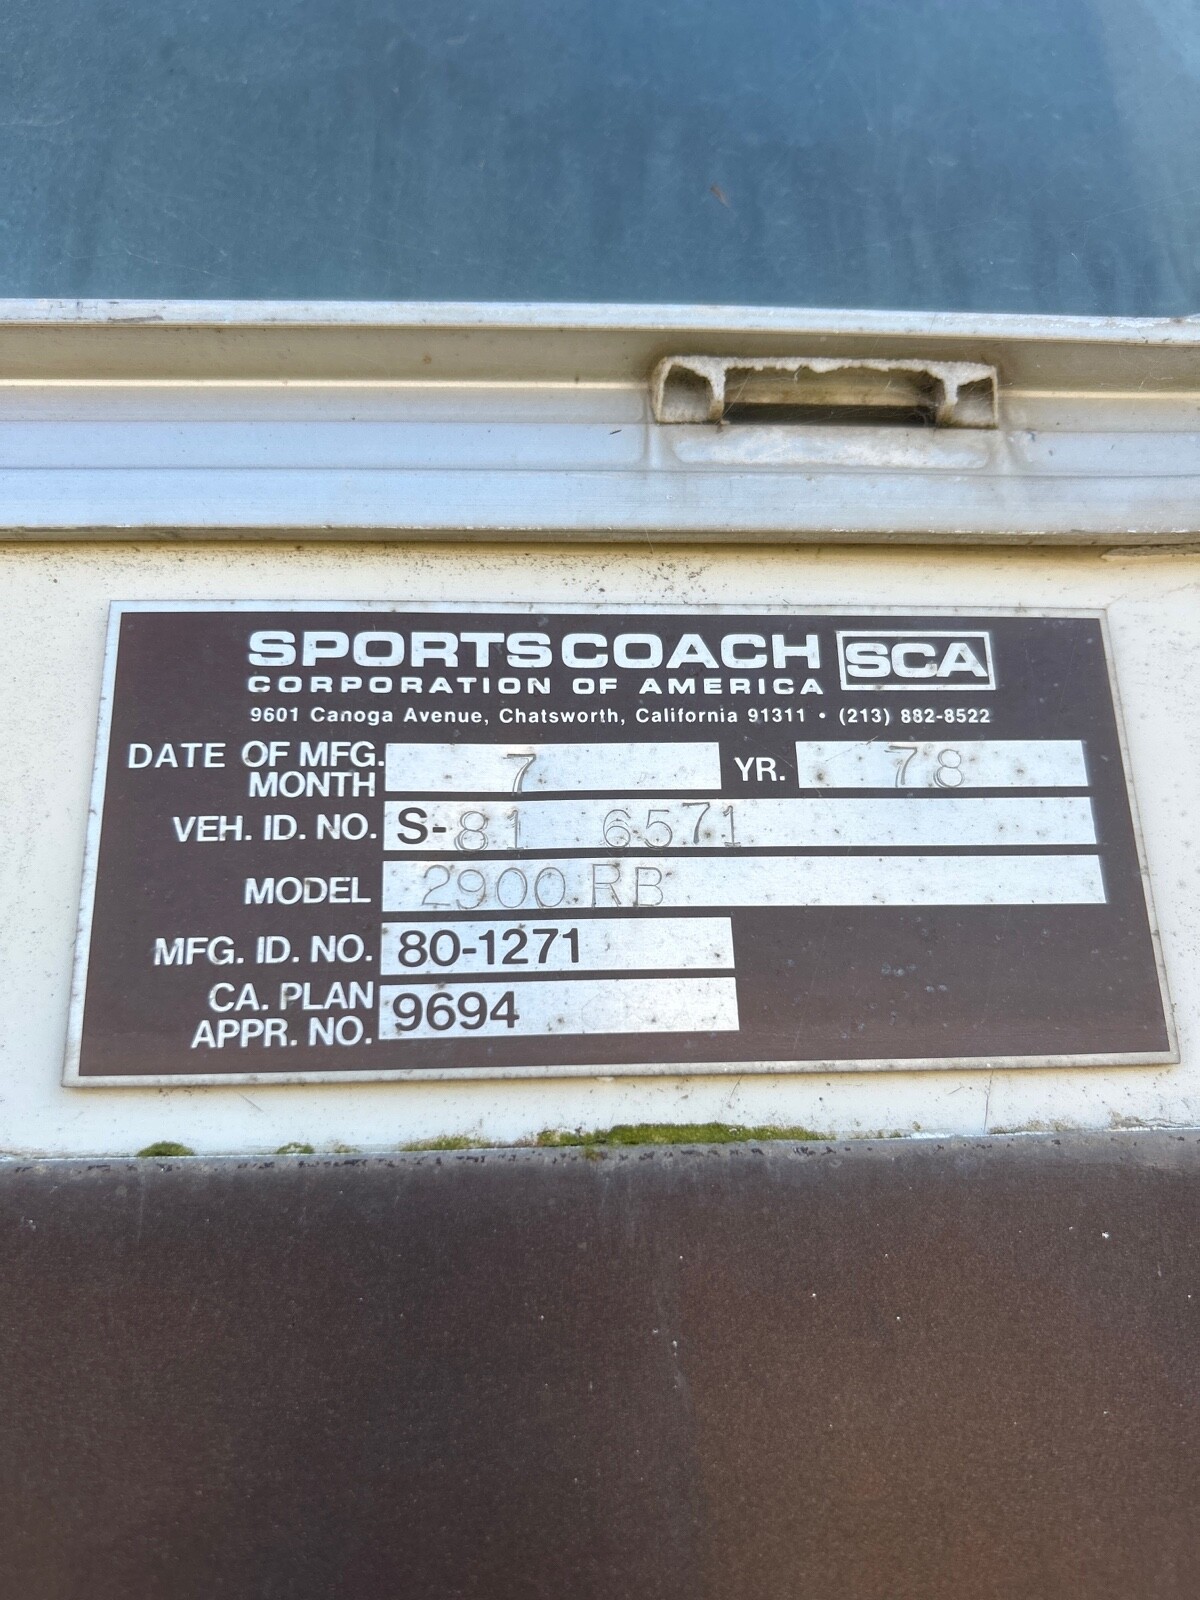 SPORTSCOACH SCA
CORPORATION OF AMERICA
9601 Canoga Avenue, Chatsworth, California 91311 • (213) 882-8522
DATE OF MFG. MONTH 7 YR. 78
VEH. ID. NO. S-81 6571
MODEL 2900 RB
MFG. ID. NO. 80-1271
CA. PLAN
APPR. NO. 9694